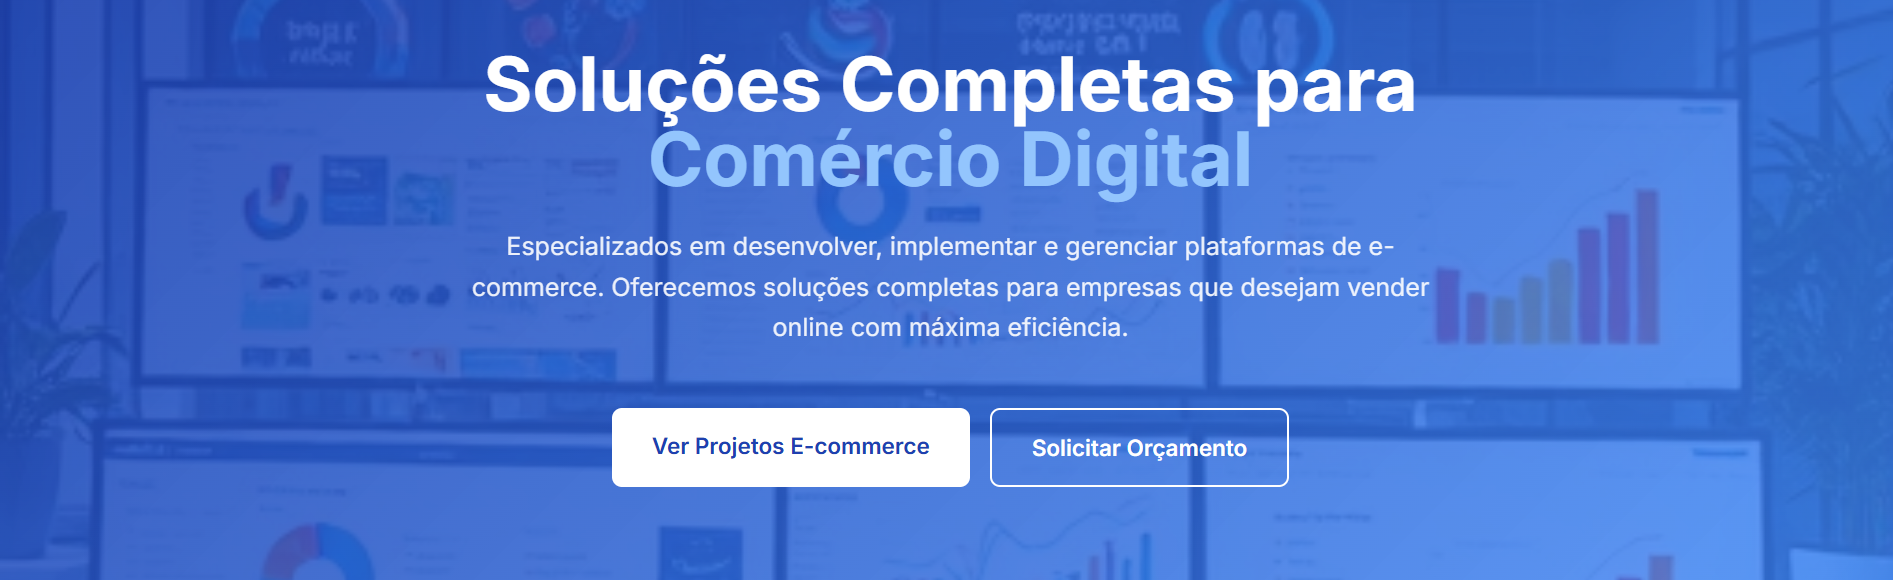 Soluções Completas para
Comércio Digital
Especializados em desenvolver, implementar e gerenciar plataformas de e-
commerce. Oferecemos soluções completas para empresas que desejam vender
online com máxima eficiência.
Ver Projetos E-commerce
Solicitar Orçamento